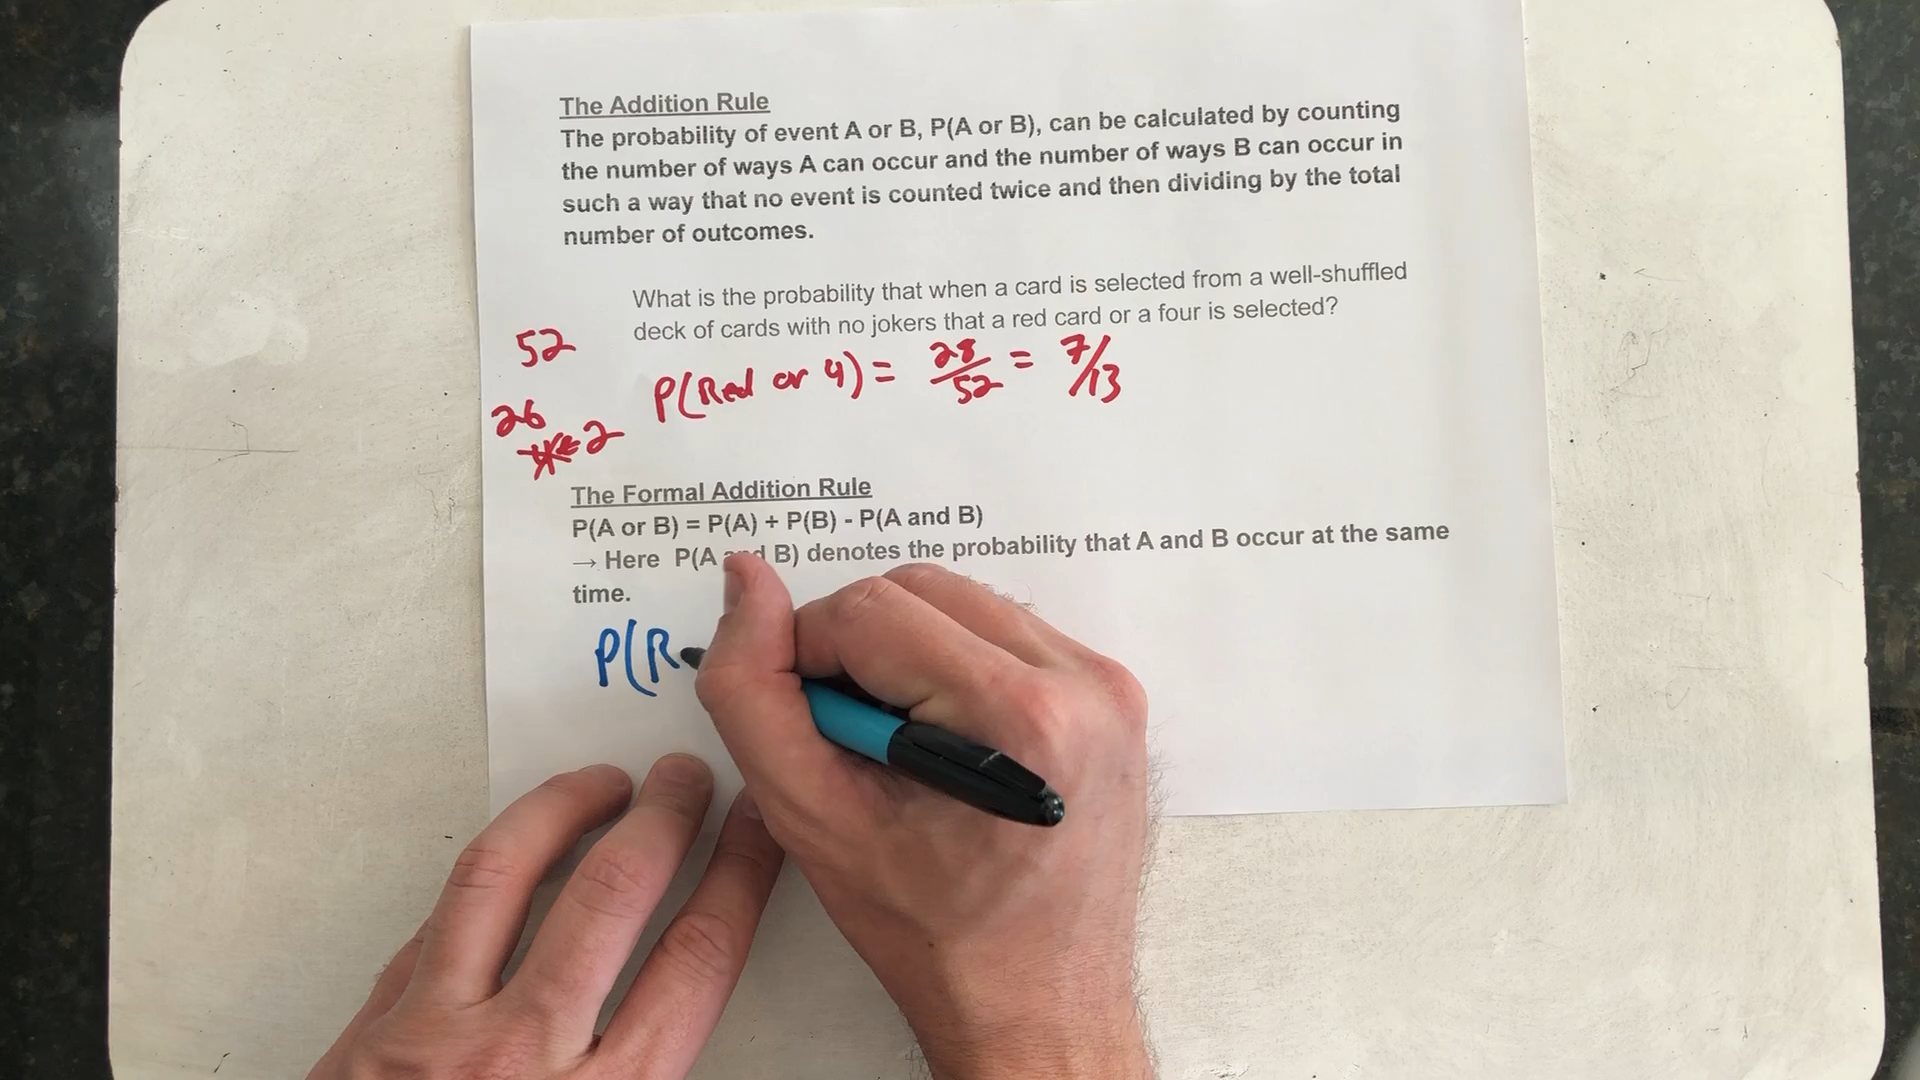 The Addition Rule
The probability of event A or B, P(A or B), can be calculated by counting
the number of ways A can occur and the number of ways B can occur in
such a way that no event is counted twice and then dividing by the total
number of outcomes.
What is the probability that when a card is selected from a well-shuffled
deck of cards with no jokers that a red card or a four is selected?
52
P(Red or 4) = 28/52 = 7/13
26
2
The Formal Addition Rule
P(A or B) = P(A) + P(B) - P(A and B)
→ Here P(A and B) denotes the probability that A and B occur at the same
time.
P(R